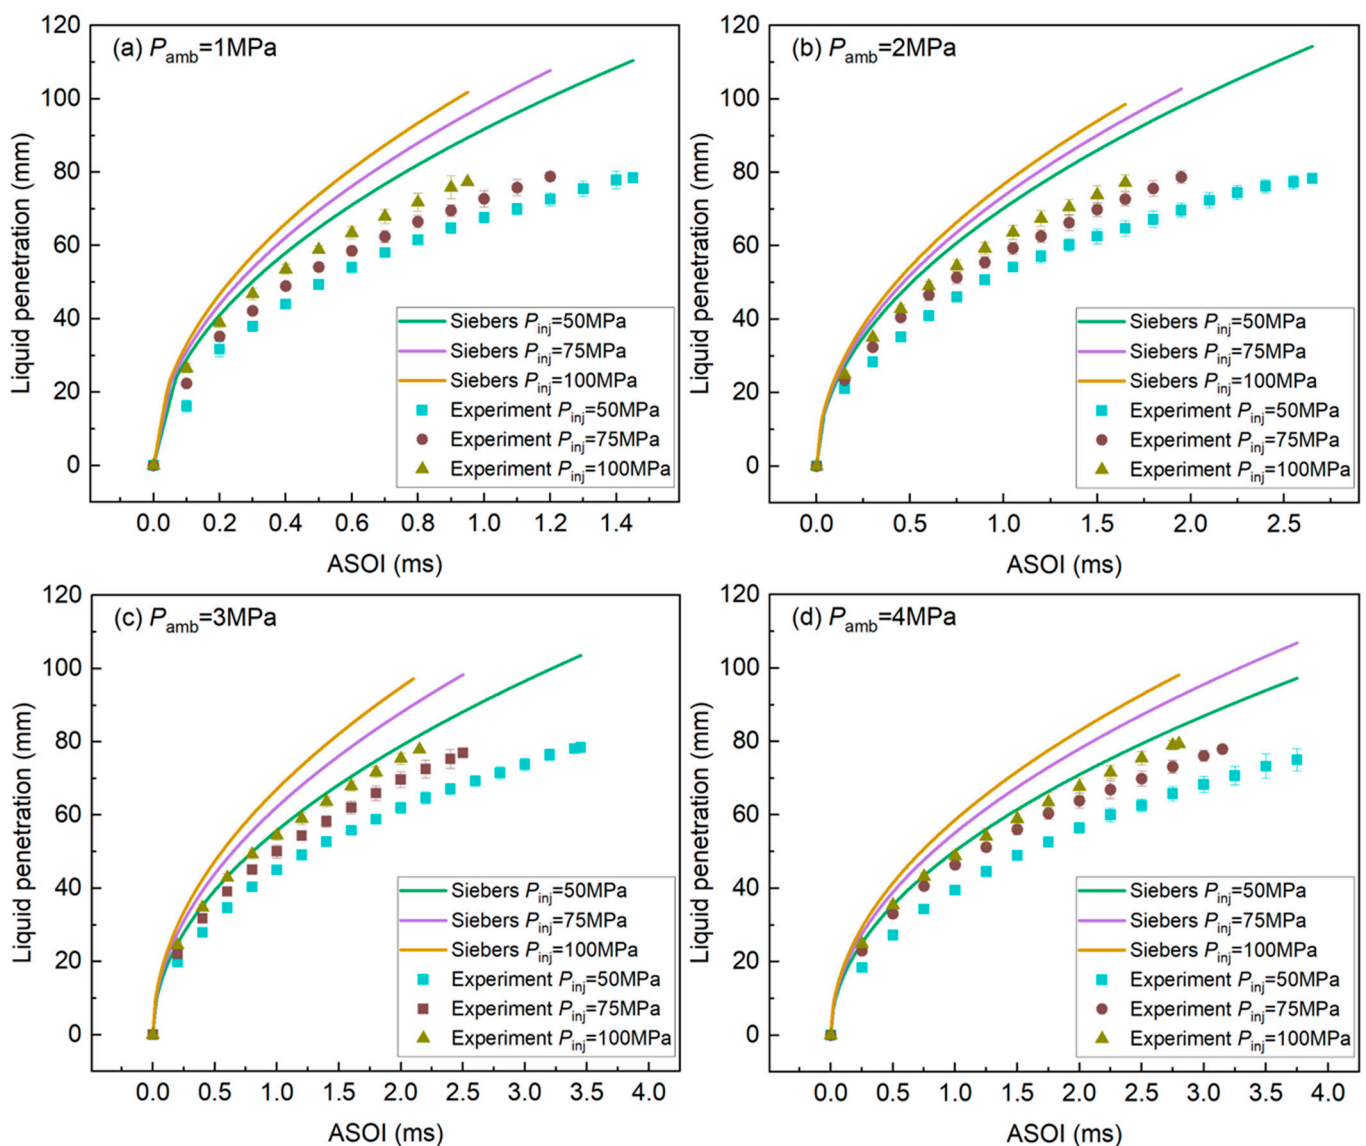 (a) Pamb=1MPa
Liquid penetration (mm)
120
100
80
60
40
20
0
Siebers Pinj=50MPa
Siebers Pinj=75MPa
Siebers Pinj=100MPa
Experiment Pinj=50MPa
Experiment Pinj=75MPa
Experiment Pinj=100MPa
0.0 0.2 0.4 0.6 0.8 1.0 1.2 1.4
ASOI (ms)
(b) Pamb=2MPa
Liquid penetration (mm)
120
100
80
60
40
20
0
Siebers Pinj=50MPa
Siebers Pinj=75MPa
Siebers Pinj=100MPa
Experiment Pinj=50MPa
Experiment Pinj=75MPa
Experiment Pinj=100MPa
0.0 0.5 1.0 1.5 2.0 2.5
ASOI (ms)
(c) Pamb=3MPa
Liquid penetration (mm)
120
100
80
60
40
20
0
Siebers Pinj=50MPa
Siebers Pinj=75MPa
Siebers Pinj=100MPa
Experiment Pinj=50MPa
Experiment Pinj=75MPa
Experiment Pinj=100MPa
0.0 0.5 1.0 1.5 2.0 2.5 3.0 3.5 4.0
ASOI (ms)
(d) Pamb=4MPa
Liquid penetration (mm)
120
100
80
60
40
20
0
Siebers Pinj=50MPa
Siebers Pinj=75MPa
Siebers Pinj=100MPa
Experiment Pinj=50MPa
Experiment Pinj=75MPa
Experiment Pinj=100MPa
0.0 0.5 1.0 1.5 2.0 2.5 3.0 3.5 4.0
ASOI (ms)